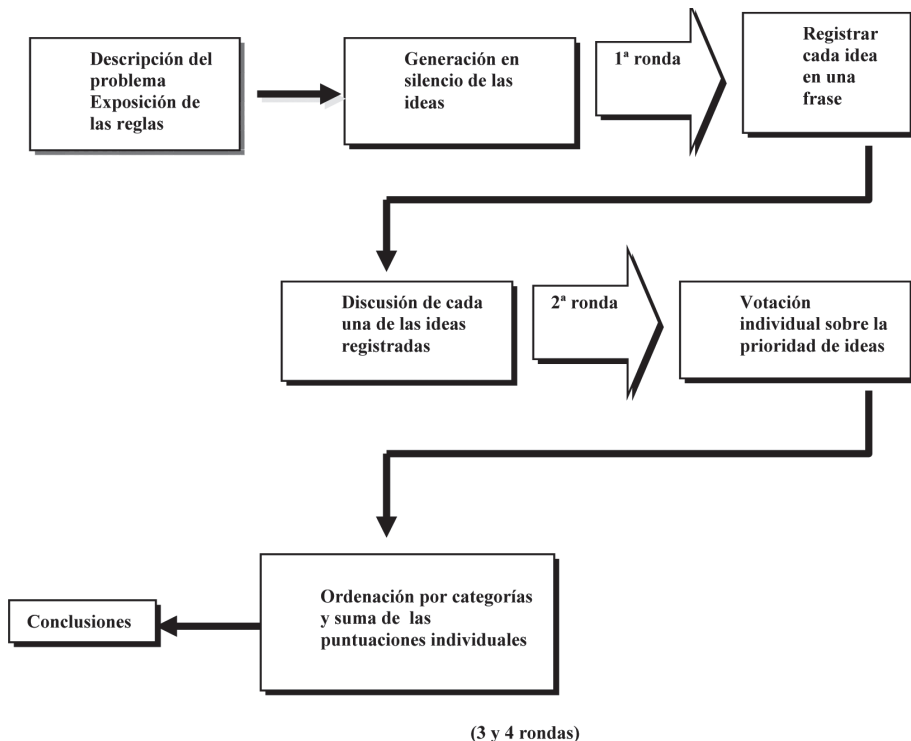 Descripción del
problema
Exposición de
las reglas
Generación en
silencio de las
ideas
1ª ronda
Registrar
cada idea
en una
frase
Discusión de cada
una de las ideas
registradas
2ª ronda
Votación
individual sobre la
prioridad de ideas
Ordenación por categorías
y suma de las
puntuaciones individuales
Conclusiones
(3 y 4 rondas)